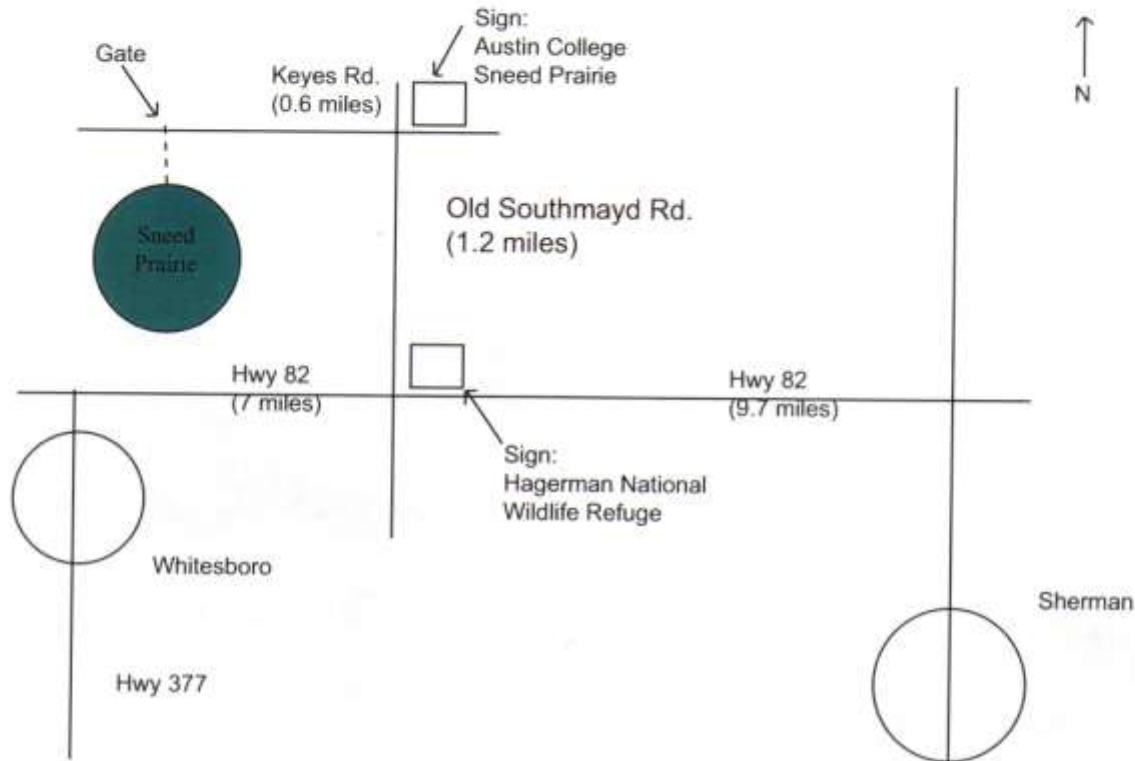 Sign:
Austin College
Sneed Prairie
Gate
Keyes Rd.
(0.6 miles)
N
Old Southmayd Rd.
(1.2 miles)
Sneed
Prairie
Hwy 82
(7 miles)
Hwy 82
(9.7 miles)
Sign:
Hagerman National
Wildlife Refuge
Whitesboro
Sherman
Hwy 377